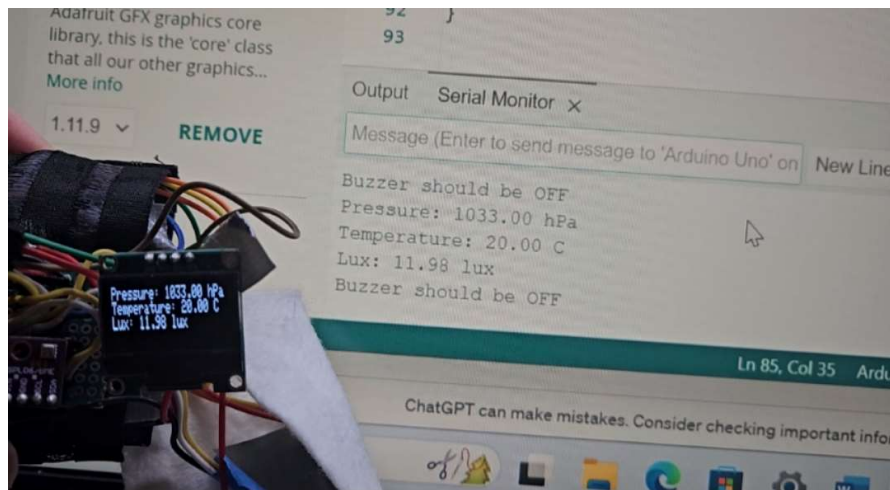 Adafruit GFX graphics core
library, this is the 'core' class
that all our other graphics...
More info
1.11.9
REMOVE
92 }
93
Output Serial Monitor
Message (Enter to send message to 'Arduino Uno' on
New Line
Buzzer should be OFF
Pressure: 1033.00 hPa
Temperature: 20.00 C
Lux: 11.98 lux
Buzzer should be OFF
Pressure: 1033.00 hPa
Temperature: 20.00 C
Lux: 11.98 lux
Ln 85, Col 35 Ardu
ChatGPT can make mistakes. Consider checking important info